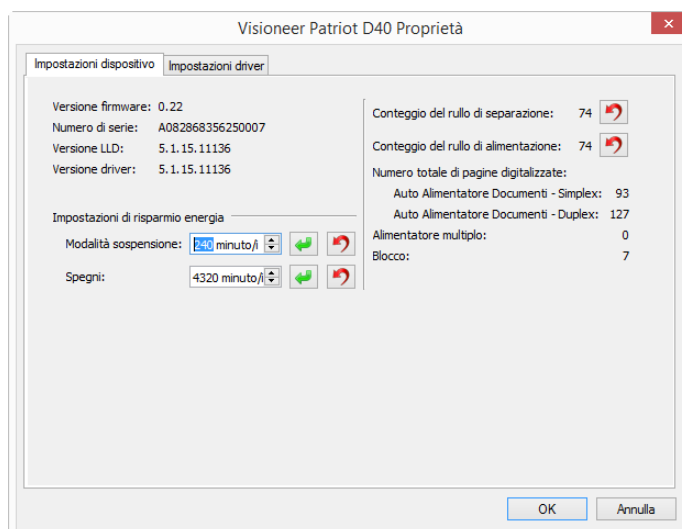 Visioneer Patriot D40 Proprietà
Impostazioni dispositivo
Impostazioni driver
Versione firmware: 0.22
Numero di serie: A082868356250007
Versione LLD: 5.1.15.11136
Versione driver: 5.1.15.11136
Impostazioni di risparmio energia
Modalità sospensione: 240 minuto/i
Spegni: 4320 minuto/i
Conteggio del rullo di separazione: 74
Conteggio del rullo di alimentazione: 74
Numero totale di pagine digitalizzate:
Auto Alimentatore Documenti - Simplex: 93
Auto Alimentatore Documenti - Duplex: 127
Alimentatore multiplo: 0
Blocco: 7
OK
Annulla